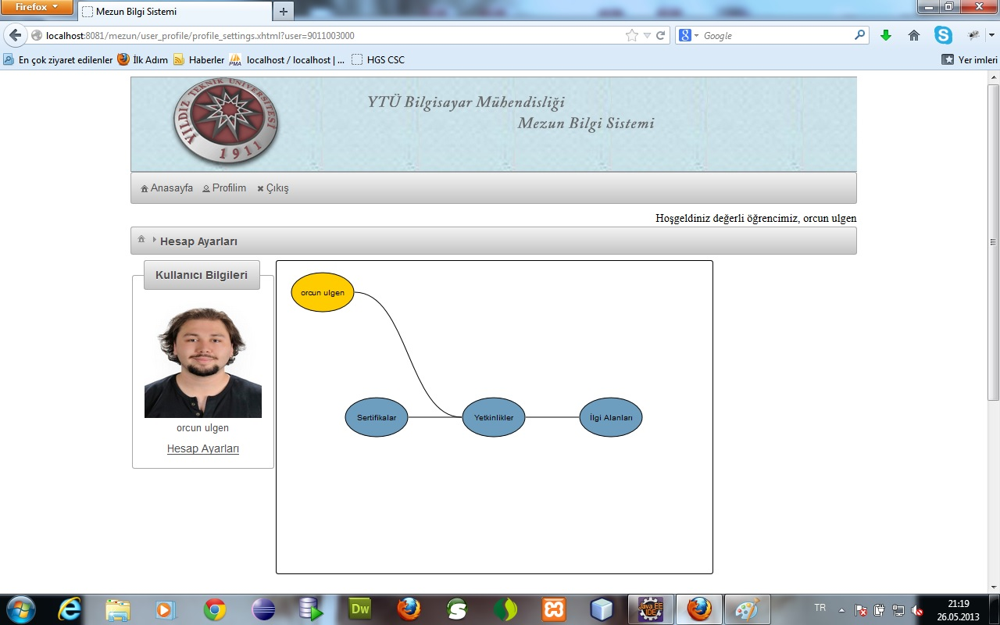 Firefox
Mezun Bilgi Sistemi
localhost:8081/mezun/user_profile/profile_settings.xhtml?user=9011003000
Google
En çok ziyaret edilenler
İlk Adım
Haberler
PMA
localhost / localhost | ...
HGS CSC
Yer imleri
YILDIZ TEKNİK ÜNİVERSİTESİ
1911
YTÜ Bilgisayar Mühendisliği
Mezun Bilgi Sistemi
Anasayfa
Profilim
Çıkış
Hoşgeldiniz değerli öğrencimiz, orcun ulgen
Hesap Ayarları
Kullanıcı Bilgileri
orcun ulgen
Hesap Ayarları
orcun ulgen
Sertifikalar
Yetkinlikler
İlgi Alanları
Dw
Java EE
IDE
TR
21:19
26.05.2013